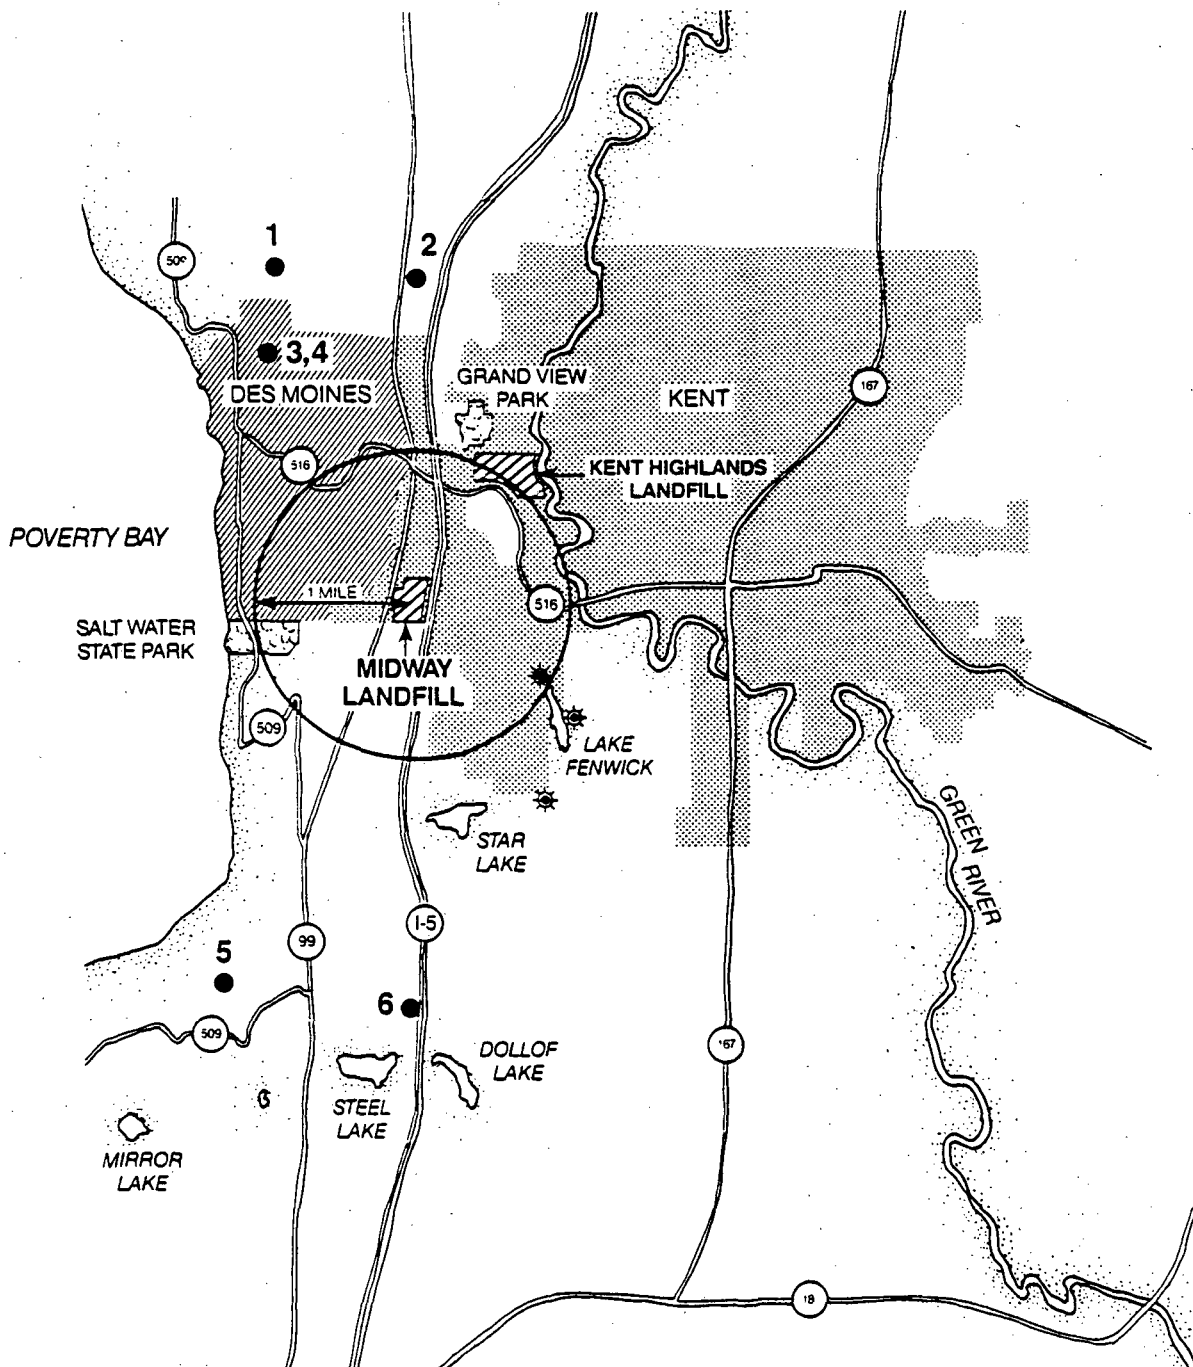 1
2
509
3,4
DES MOINES
GRAND VIEW
PARK
KENT
167
516
KENT HIGHLANDS
LANDFILL
POVERTY BAY
1 MILE
516
SALT WATER
STATE PARK
MIDWAY
LANDFILL
509
LAKE
FENWICK
STAR
LAKE
GREEN RIVER
99
I-5
5
6
509
167
DOLLOF
LAKE
STEEL
LAKE
MIRROR
LAKE
18